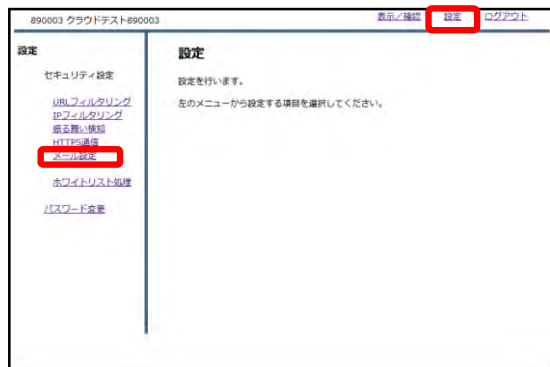 890003 クラウドテスト890003
表示／確認 設定 ログアウト
設定
セキュリティ設定
URLフィルタリング
IPフィルタリング
振る舞い検知
HTTPS通信
メール設定
ホワイトリスト処理
パスワード変更
設定
設定を行います。
左のメニューから設定する項目を選択してください。